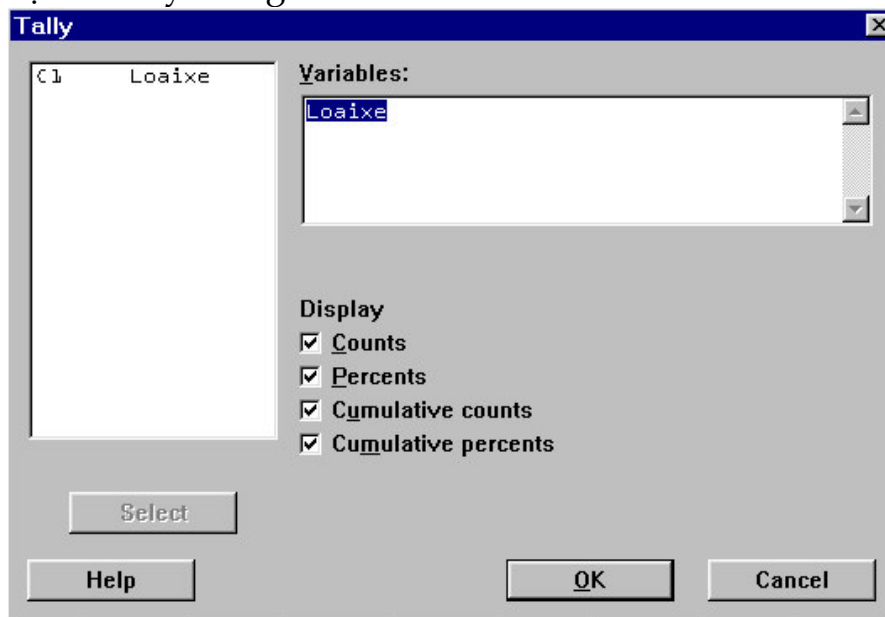 Tally
C1 Loaixe
Variables:
Loaixe
Display
Counts
Percents
Cumulative counts
Cumulative percents
Select
Help
OK
Cancel